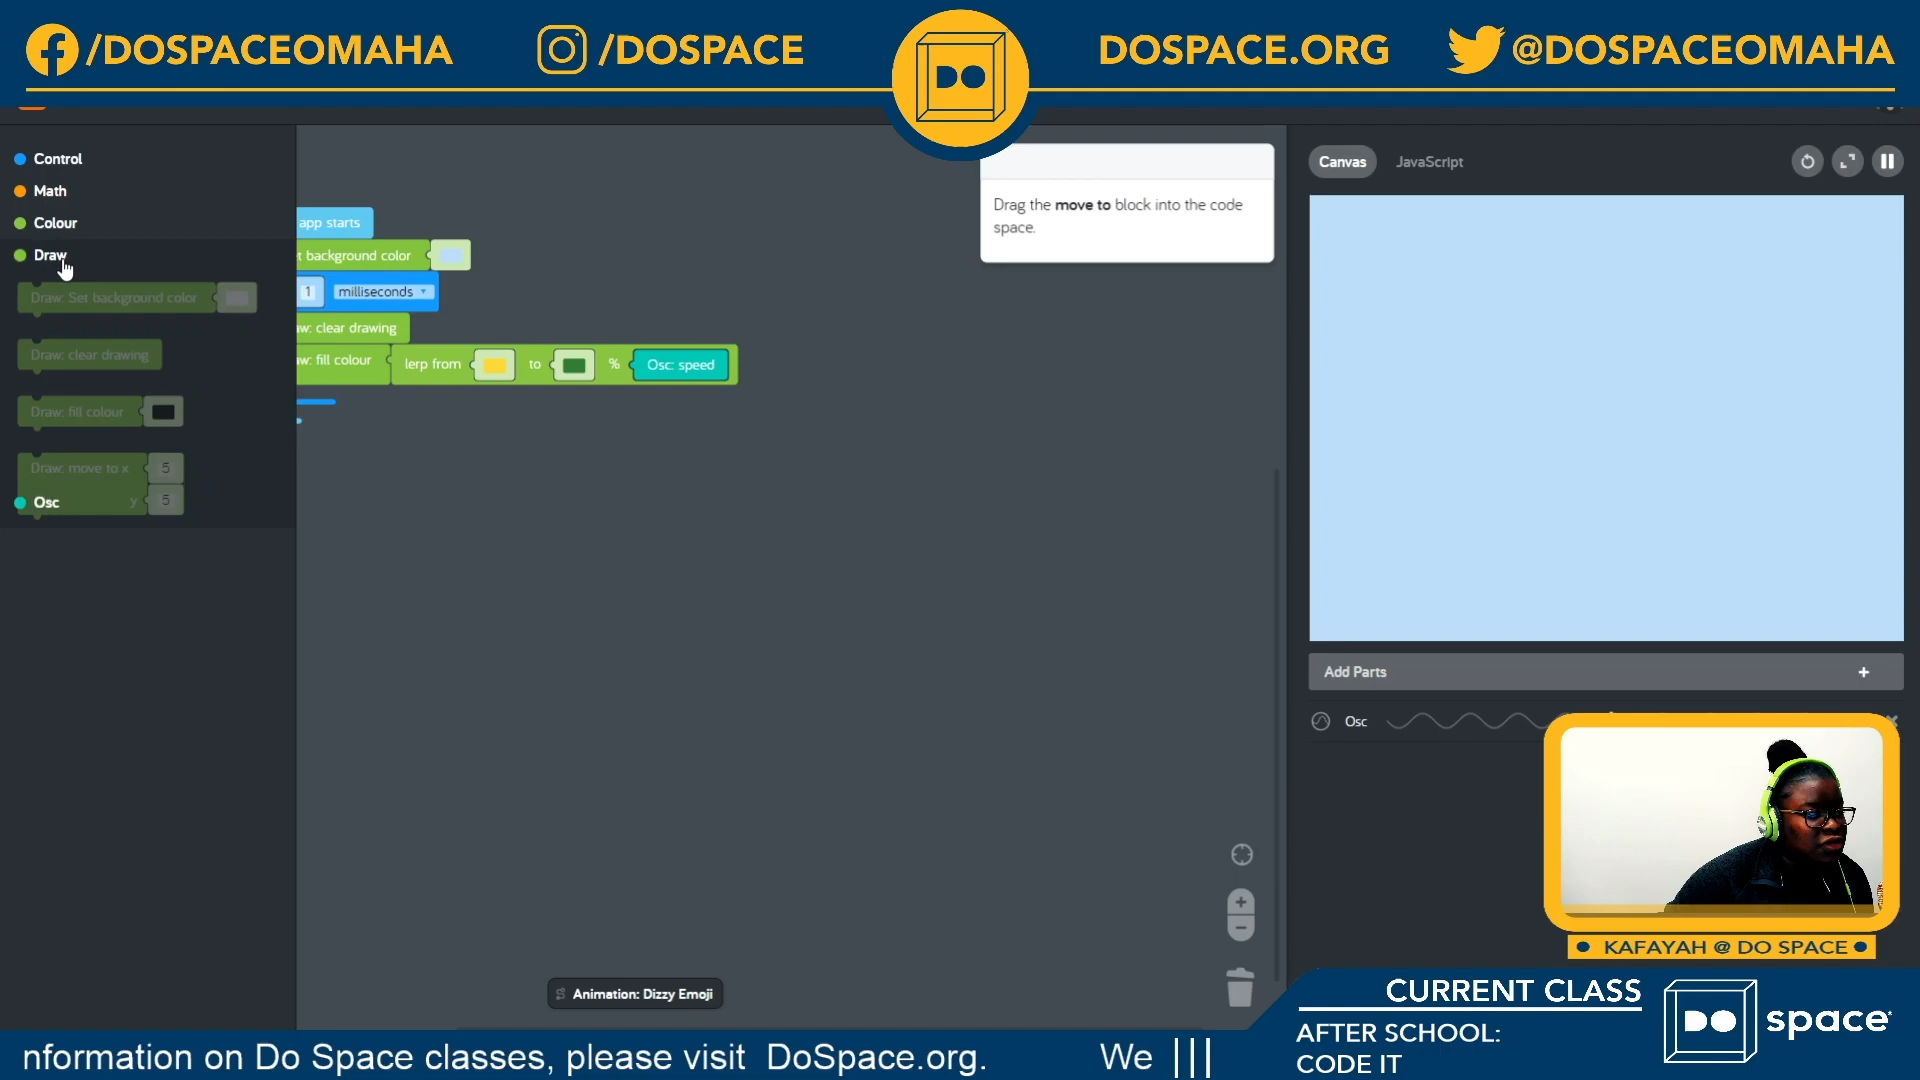 /DOSPACEOMAHA
/DOSPACE
DO
DOSPACE.ORG
@DOSPACEOMAHA
Control
Math
Colour
Draw
Draw: Set background color
Draw: clear drawing
Draw: fill colour
Draw: move to x 5
y 5
Osc
app starts
t background color
1 milliseconds
aw: clear drawing
aw: fill colour lerp from to % Osc: speed
Drag the move to block into the code
space.
Canvas JavaScript
Add Parts +
Osc
KAFAYAH @ DO SPACE
Animation: Dizzy Emoji
CURRENT CLASS
AFTER SCHOOL:
CODE IT
DO space
nformation on Do Space classes, please visit DoSpace.org. We |||